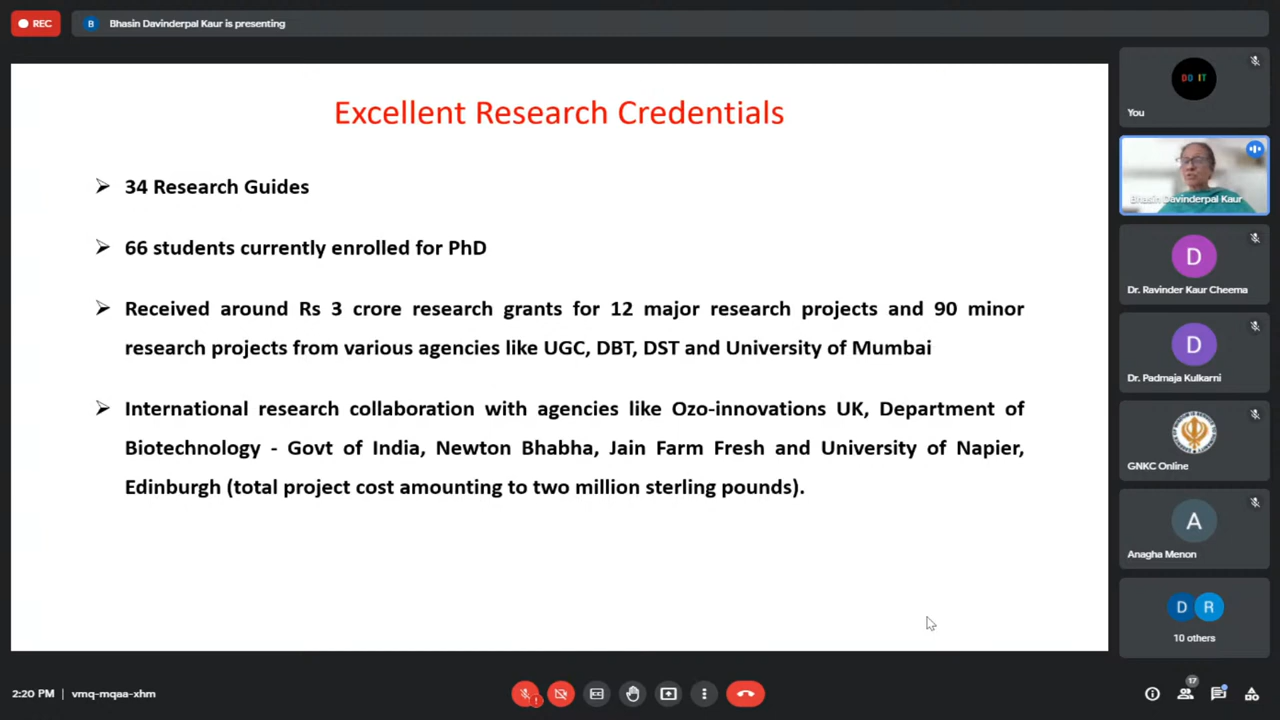 REC
B
Bhasin Davinderpal Kaur is presenting
Excellent Research Credentials
34 Research Guides
66 students currently enrolled for PhD
Received around Rs 3 crore research grants for 12 major research projects and 90 minor
research projects from various agencies like UGC, DBT, DST and University of Mumbai
International research collaboration with agencies like Ozo-innovations UK, Department of
Biotechnology - Govt of India, Newton Bhabha, Jain Farm Fresh and University of Napier,
Edinburgh (total project cost amounting to two million sterling pounds).
DO IT
You
Bhasin Davinderpal Kaur
D
Dr. Ravinder Kaur Cheema
D
Dr. Padmaja Kulkarni
GNKC Online
A
Anagha Menon
D R
10 others
2:20 PM | vmq-mqaa-xhm
17